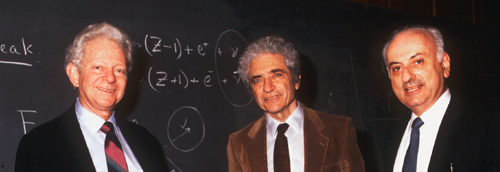 eak
(Z-1) + e⁺ + ν
(Z+1) + e⁻ +
F